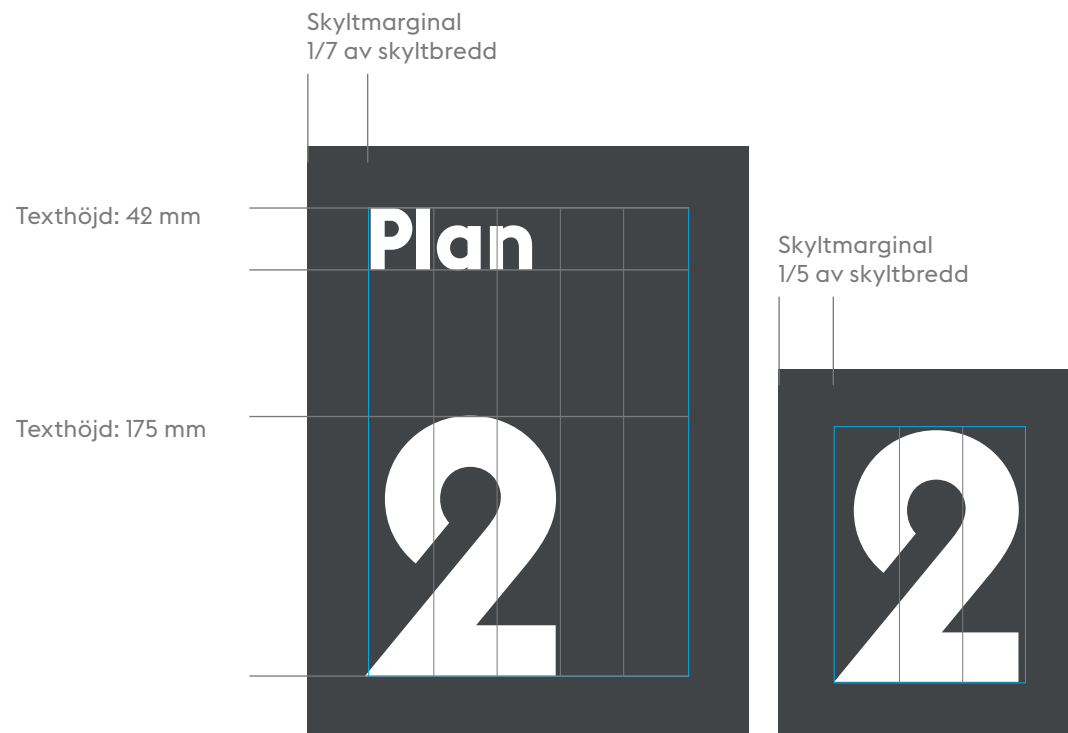 Skyltmarginal
1/7 av skyltbredd
Texthöjd: 42 mm
Plan
Texthöjd: 175 mm
2
Skyltmarginal
1/5 av skyltbredd
2